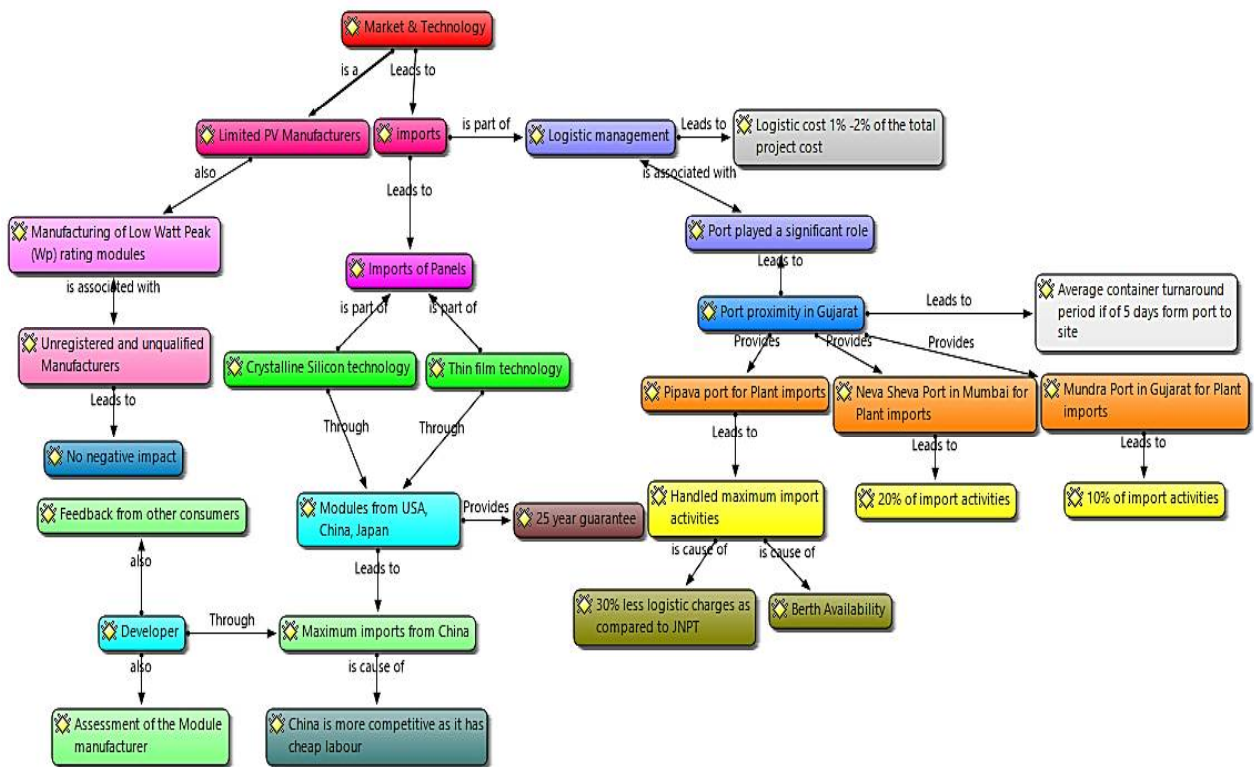 Market & Technology
is a
Leads to
Limited PV Manufacturers
imports
is part of
Logistic management
Leads to
Logistic cost 1% -2% of the total
project cost
also
Leads to
is associated with
Manufacturing of Low Watt Peak
(Wp) rating modules
Port played a significant role
Imports of Panels
Leads to
is associated with
is part of
is part of
Port proximity in Gujarat
Leads to
Average container turnaround
period if of 5 days form port to
site
Unregistered and unqualified
Manufacturers
Crystalline Silicon technology
Thin film technology
Provides
Provides
Provides
Leads to
Through
Through
Pipava port for Plant imports
Neva Sheva Port in Mumbai for
Plant imports
Mundra Port in Gujarat for Plant
imports
No negative impact
Leads to
Leads to
Leads to
Feedback from other consumers
Modules from USA,
China, Japan
Provides
25 year guarantee
Handled maximum import
activities
20% of import activities
10% of import activities
also
Leads to
is cause of
is cause of
Developer
Through
Maximum imports from China
30% less logistic charges as
compared to JNPT
Berth Availability
also
is cause of
Assessment of the Module
manufacturer
China is more competitive as it has
cheap labour